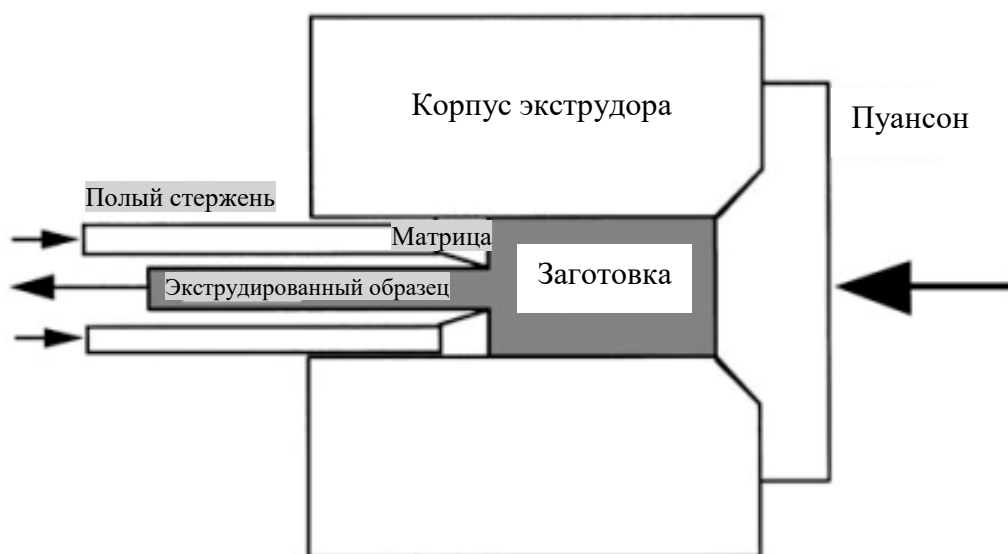 Корпус экструдора
Пуансон
Полый стержень
Матрица
Заготовка
Экструдированный образец